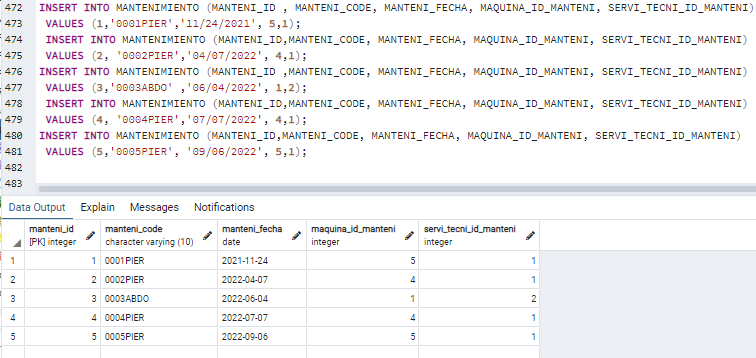 472 INSERT INTO MANTENIMIENTO (MANTENI_ID , MANTENI_CODE, MANTENI_FECHA, MAQUINA_ID_MANTENI, SERVI_TECNI_ID_MANTENI)
473 VALUES (1,'0001PIER','11/24/2021', 5,1);
474 INSERT INTO MANTENIMIENTO (MANTENI_ID,MANTENI_CODE, MANTENI_FECHA, MAQUINA_ID_MANTENI, SERVI_TECNI_ID_MANTENI)
475 VALUES (2, '0002PIER','04/07/2022', 4,1);
476 INSERT INTO MANTENIMIENTO (MANTENI_ID,MANTENI_CODE, MANTENI_FECHA, MAQUINA_ID_MANTENI, SERVI_TECNI_ID_MANTENI)
477 VALUES (3,'0003ABDO' ,'06/04/2022', 1,2);
478 INSERT INTO MANTENIMIENTO (MANTENI_ID,MANTENI_CODE, MANTENI_FECHA, MAQUINA_ID_MANTENI, SERVI_TECNI_ID_MANTENI)
479 VALUES (4, '0004PIER','07/07/2022', 4,1);
480 INSERT INTO MANTENIMIENTO (MANTENI_ID,MANTENI_CODE, MANTENI_FECHA, MAQUINA_ID_MANTENI, SERVI_TECNI_ID_MANTENI)
481 VALUES (5,'0005PIER', '09/06/2022', 5,1);
482
483
Data Output Explain Messages Notifications
manteni_id manteni_code manteni_fecha maquina_id_manteni servi_tecni_id_manteni
[PK] integer character varying (10) date integer integer
1 1 0001PIER 2021-11-24 5 1
2 2 0002PIER 2022-04-07 4 1
3 3 0003ABDO 2022-06-04 1 2
4 4 0004PIER 2022-07-07 4 1
5 5 0005PIER 2022-09-06 5 1